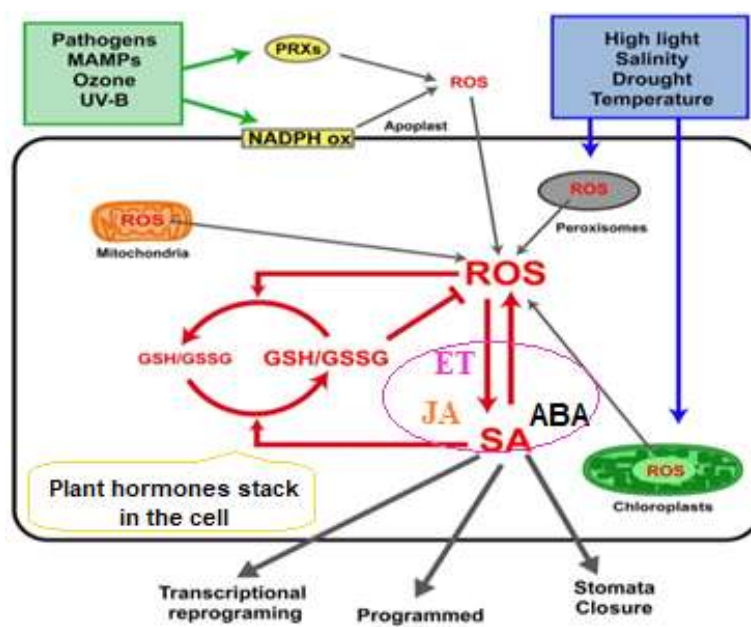 Pathogens
MAMPs
Ozone
UV-B
PRXs
ROS
High light
Salinity
Drought
Temperature
NADPH ox
Apoplast
ROS
Mitochondria
ROS
Peroxisomes
ROS
GSH/GSSG
GSH/GSSG
ET
JA
ABA
SA
ROS
Chloroplasts
Plant hormones stack
in the cell
Transcriptional
reprograming
Programmed
Stomata
Closure